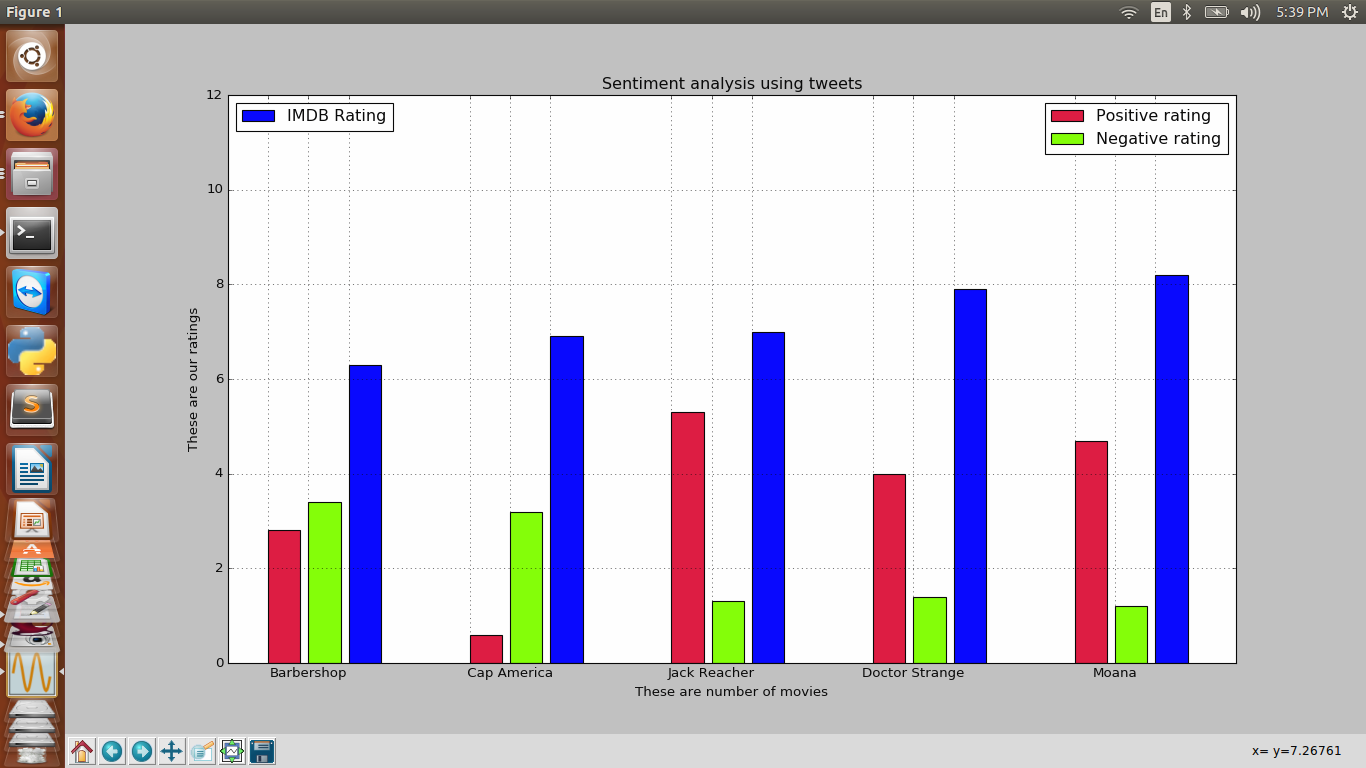 Figure 1
En
5:39 PM
Sentiment analysis using tweets
IMDB Rating
Positive rating
Negative rating
12
10
8
6
4
2
0
These are our ratings
Barbershop
Cap America
Jack Reacher
Doctor Strange
Moana
These are number of movies
x= y=7.26761